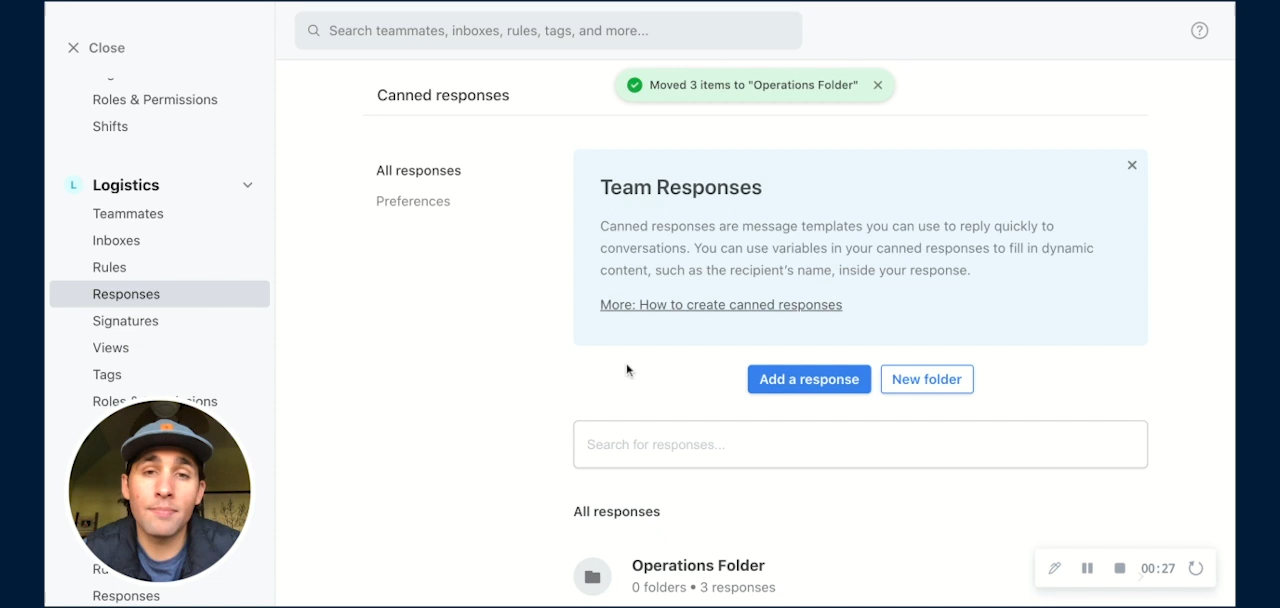 Search teammates, inboxes, rules, tags, and more...
Close
Roles & Permissions
Shifts
L Logistics
Teammates
Inboxes
Rules
Responses
Signatures
Views
Tags
Responses
Canned responses
Moved 3 items to "Operations Folder"
All responses
Preferences
Team Responses
Canned responses are message templates you can use to reply quickly to
conversations. You can use variables in your canned responses to fill in dynamic
content, such as the recipient's name, inside your response.
More: How to create canned responses
Add a response
New folder
Search for responses...
All responses
Operations Folder
0 folders • 3 responses
00:27